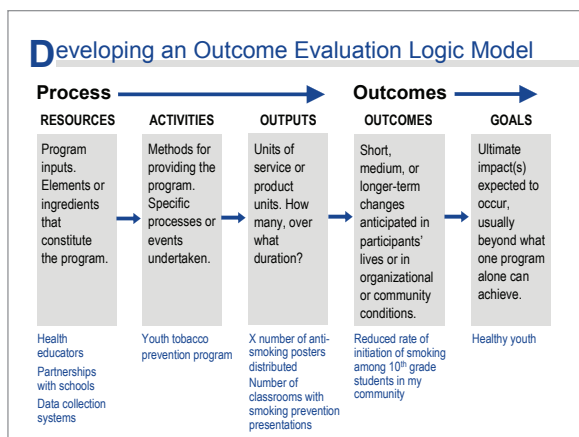 Developing an Outcome Evaluation Logic Model
Process
Outcomes
RESOURCES
ACTIVITIES
OUTPUTS
OUTCOMES
GOALS
Program
inputs.
Elements or
ingredients
that
constitute
the program.
Methods for
providing the
program.
Specific
processes or
events
undertaken.
Units of
service or
product
units. How
many, over
what
duration?
Short,
medium, or
longer-term
changes
anticipated in
participants’
lives or in
organizational
or community
conditions.
Ultimate
impact(s)
expected to
occur,
usually
beyond what
one program
alone can
achieve.
Health
educators
Partnerships
with schools
Data collection
systems
Youth tobacco
prevention program
X number of anti-
smoking posters
distributed
Number of
classrooms with
smoking prevention
presentations
Reduced rate of
initiation of smoking
among 10th grade
students in my
community
Healthy youth